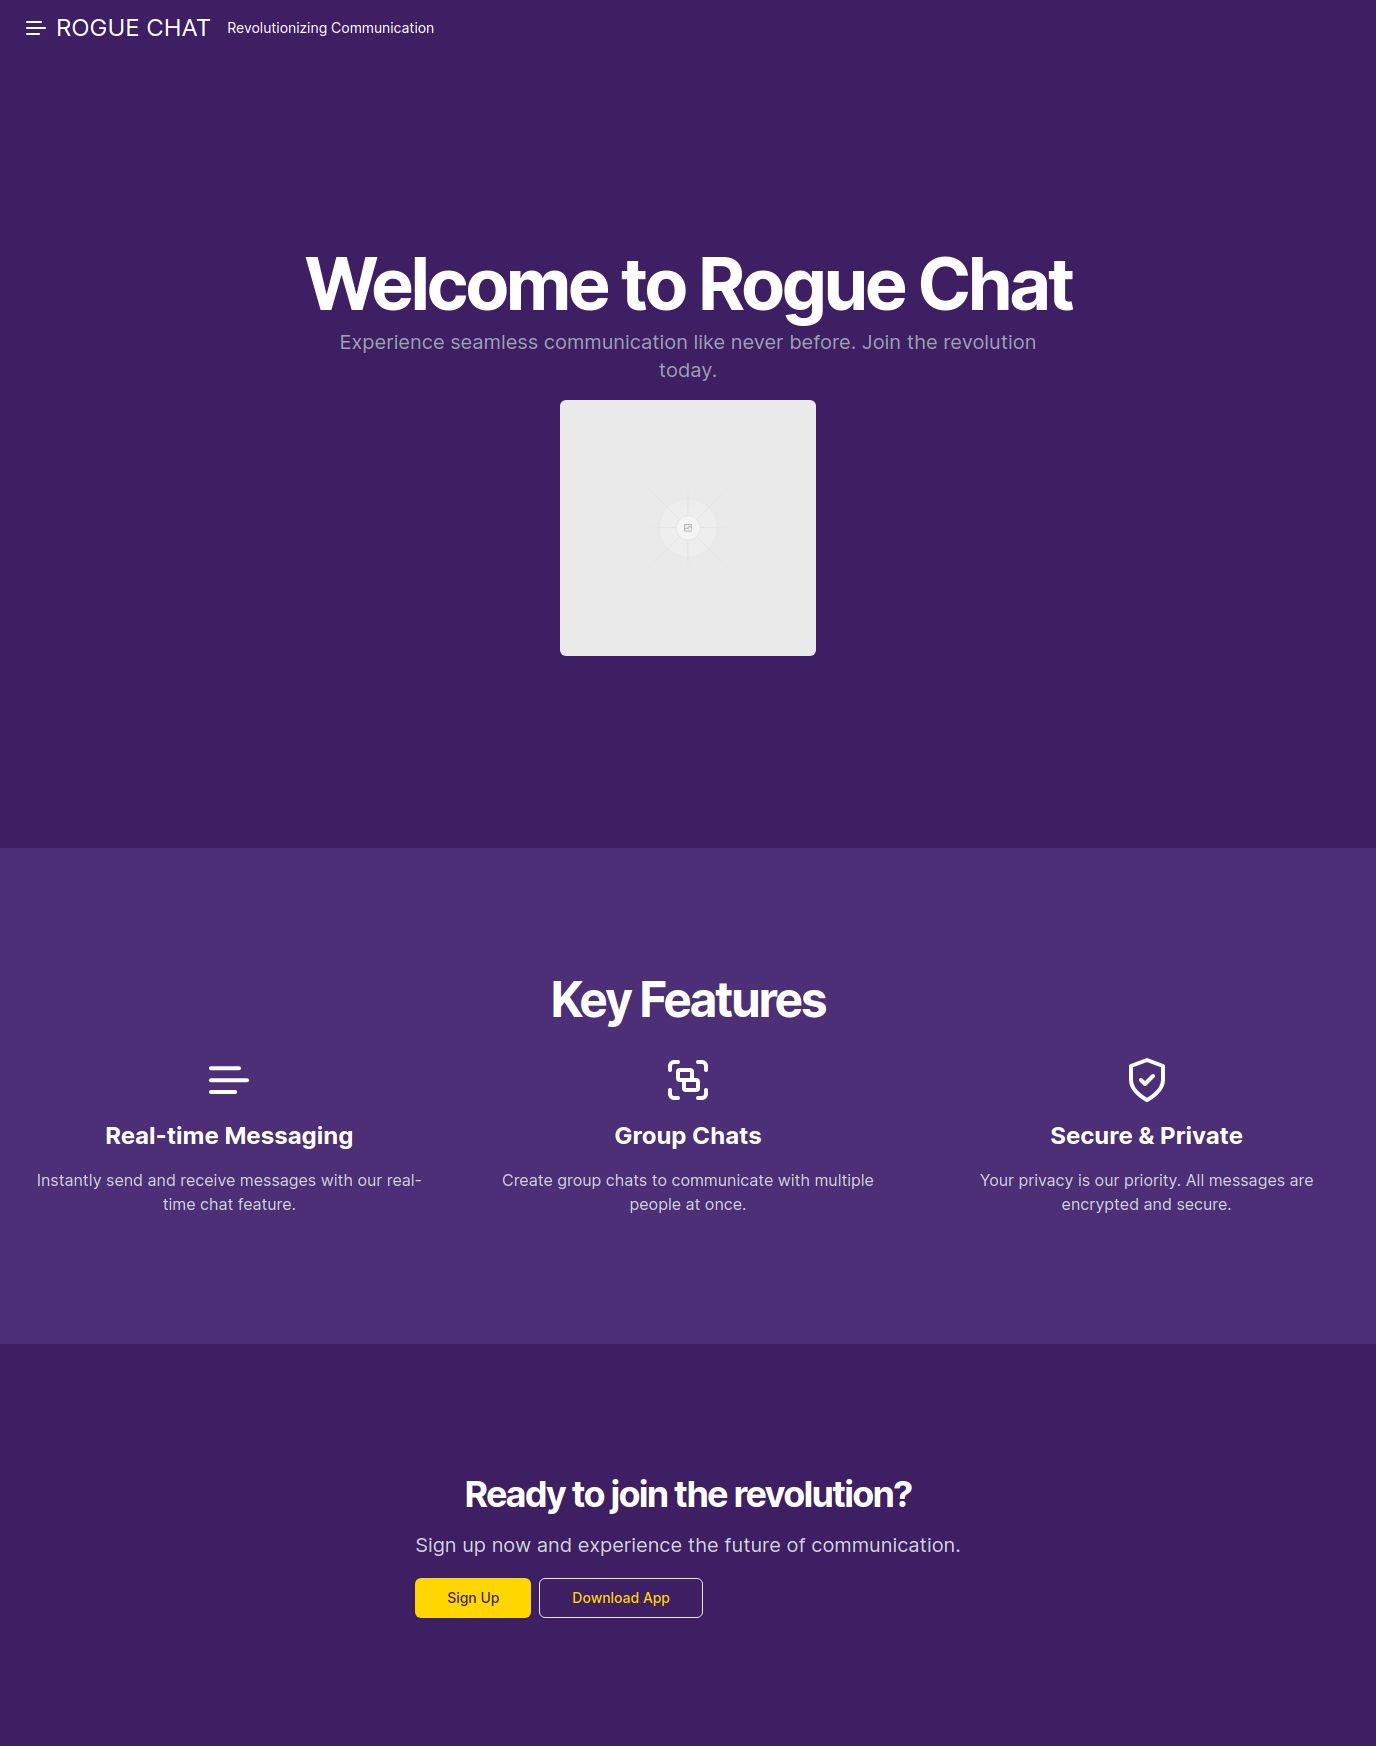 ROGUE CHAT Revolutionizing Communication
Welcome to Rogue Chat
Experience seamless communication like never before. Join the revolution
today.
Key Features
Real-time Messaging
Instantly send and receive messages with our real-
time chat feature.
Group Chats
Create group chats to communicate with multiple
people at once.
Secure & Private
Your privacy is our priority. All messages are
encrypted and secure.
Ready to join the revolution?
Sign up now and experience the future of communication.
Sign Up
Download App